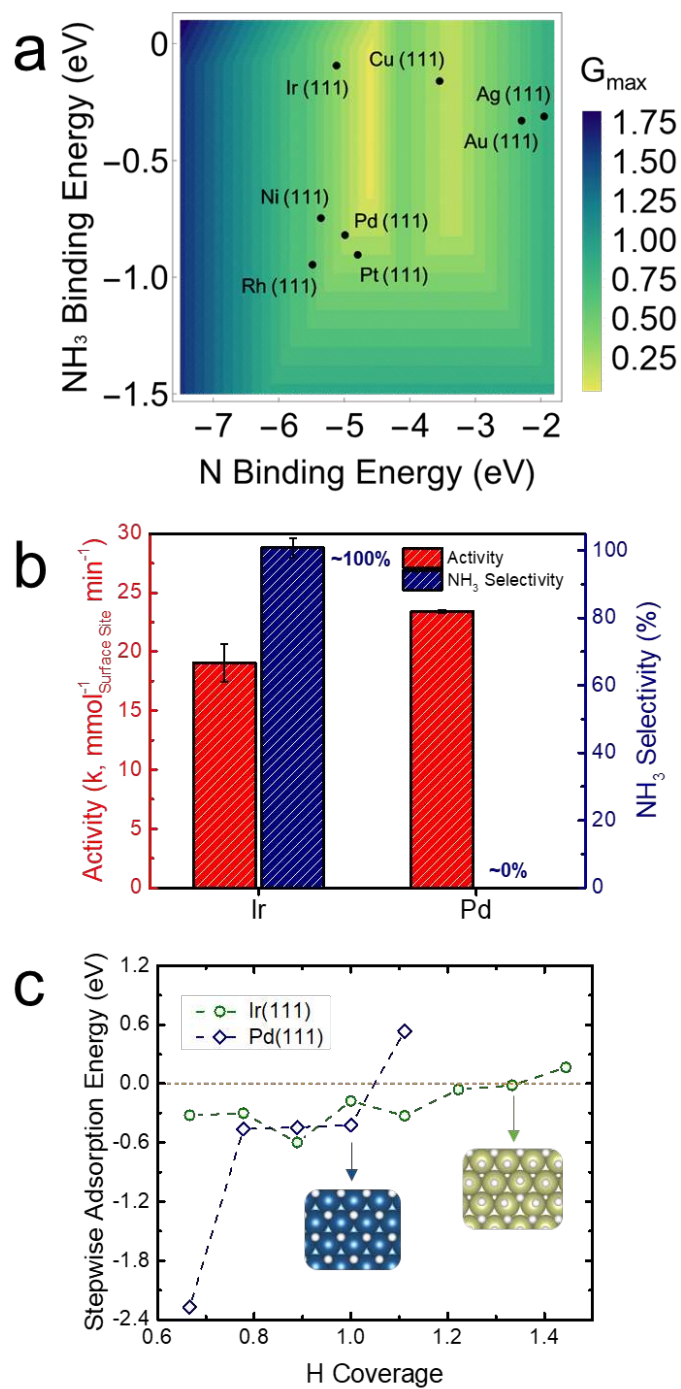 a
NH₃ Binding Energy (eV)
0
−0.5
−1.0
−1.5
Ir (111)
Cu (111)
Ag (111)
Au (111)
Ni (111)
Pd (111)
Rh (111)
Pt (111)
−7 −6 −5 −4 −3 −2
N Binding Energy (eV)
Gmax
1.75
1.50
1.25
1.00
0.75
0.50
0.25
b
Activity (k, mmol⁻¹Surface Site min⁻¹)
30
25
20
15
10
5
0
~100%
Activity
NH₃ Selectivity
~0%
Ir Pd
100
80
60
40
20
0
NH₃ Selectivity (%)
c
Stepwise Adsorption Energy (eV)
1.2
0.6
0.0
-0.6
-1.2
-1.8
-2.4
Ir(111)
Pd(111)
0.6 0.8 1.0 1.2 1.4
H Coverage